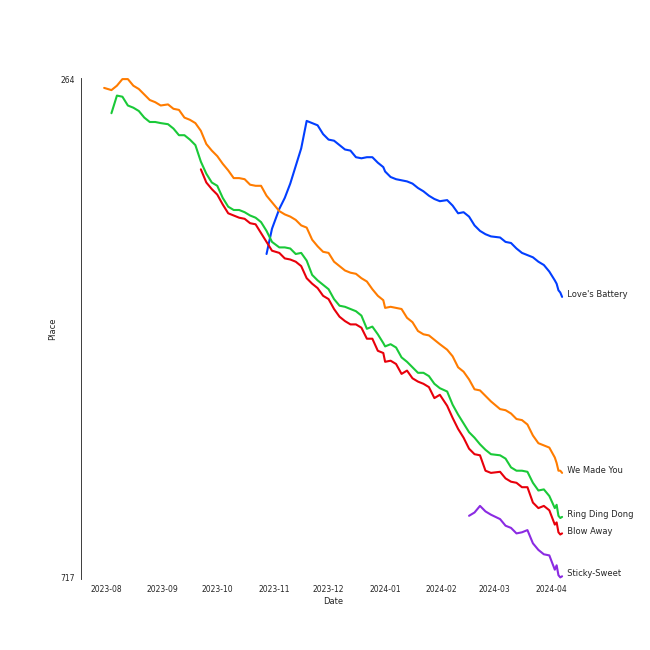 264
Love's Battery
Place
We Made You
Ring Ding Dong
Blow Away
Sticky-Sweet
717
2023-08 2023-09 2023-10 2023-11 2023-12 2024-01 2024-02 2024-03 2024-04
Date